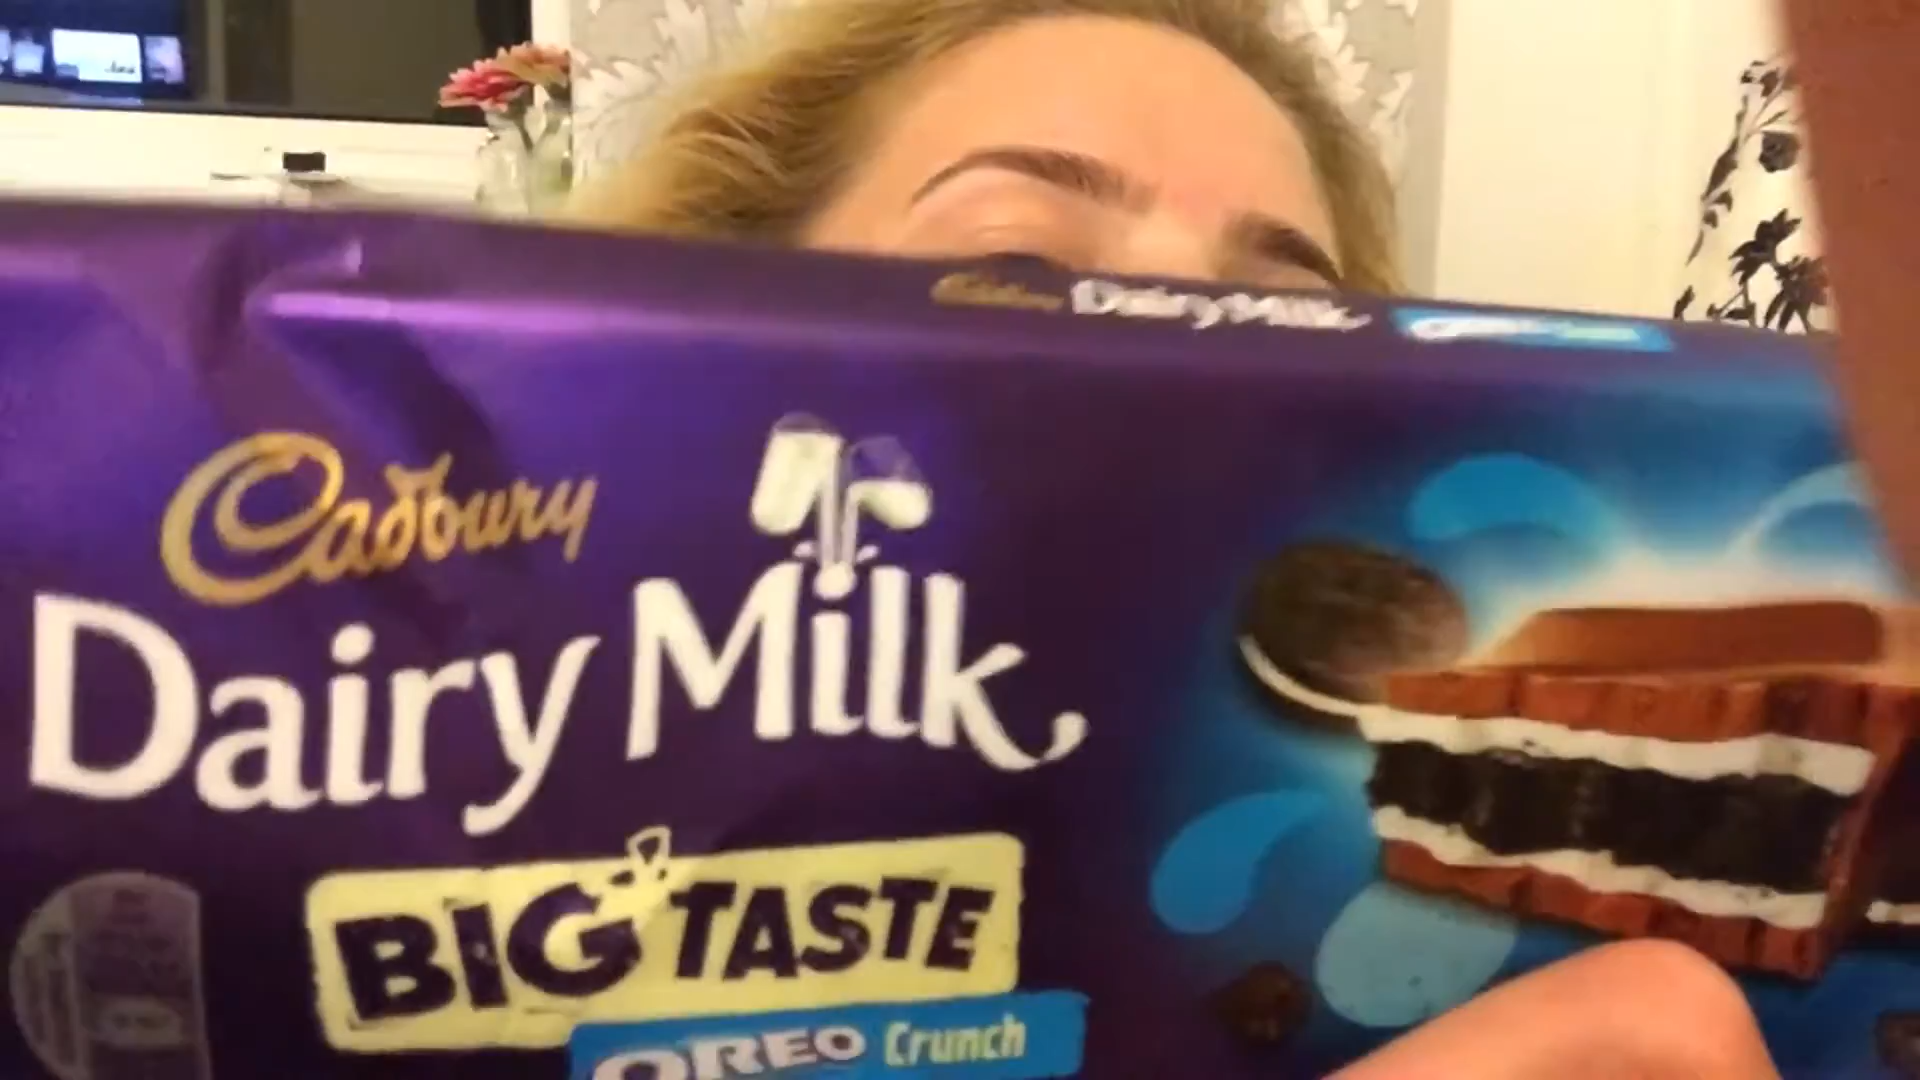 Cadbury Dairy Milk
Cadbury
Dairy Milk
BIG TASTE
OREO Crunch